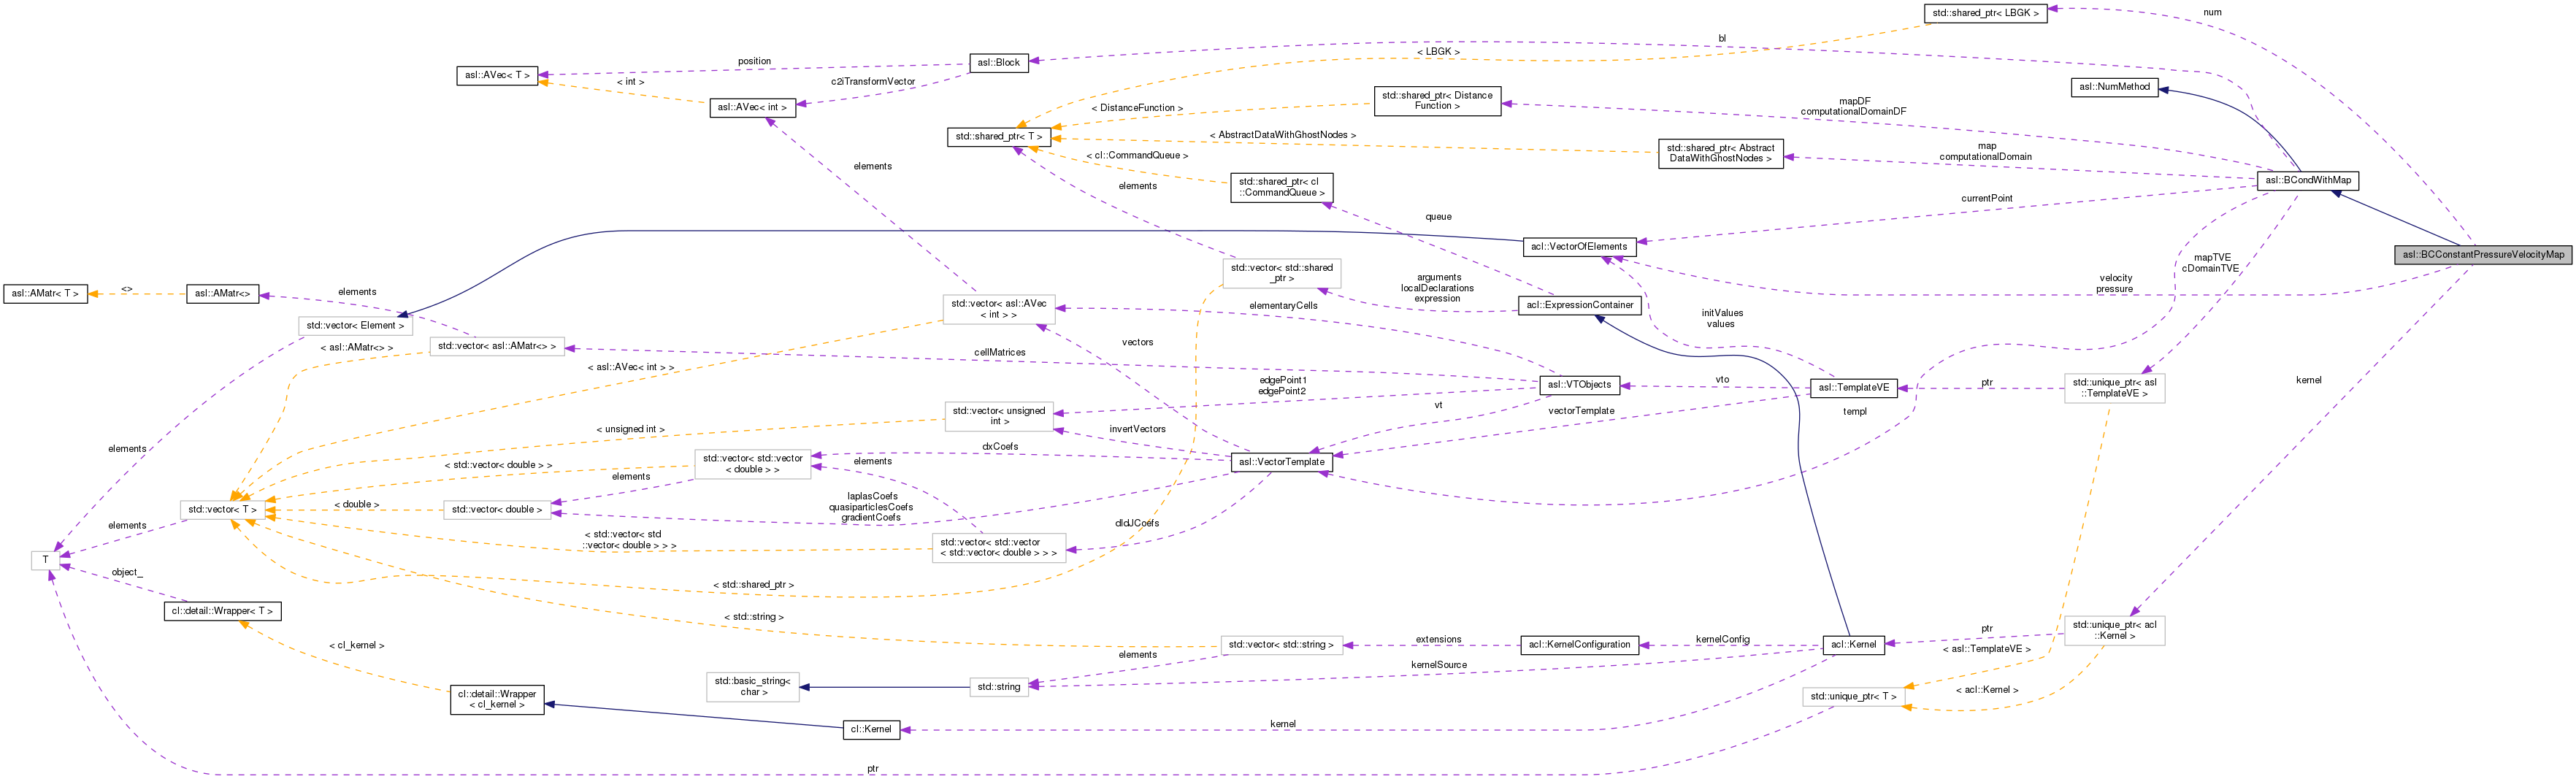 std::shared_ptr< LBGK >
num
bl
< LBGK >
asl::Block
position
asl::AVec< T >
c2iTransformVector
< int >
asl::AVec< int >
asl::NumMethod
std::shared_ptr< Distance
Function >
mapDF
computationalDomainDF
< DistanceFunction >
std::shared_ptr< T >
< AbstractDataWithGhostNodes >
std::shared_ptr< Abstract
DataWithGhostNodes >
map
computationalDomain
< cl::CommandQueue >
elements
elements
std::shared_ptr< cl
::CommandQueue >
asl::BCondWithMap
currentPoint
queue
acl::VectorOfElements
asl::BCConstantPressureVelocityMap
mapTVE
cDomainTVE
std::vector< std::shared
_ptr >
arguments
localDeclarations
expression
velocity
pressure
asl::AMatr< T >
<>
asl::AMatr<>
elements
std::vector< asl::AVec
< int > >
elementaryCells
acl::ExpressionContainer
initValues
values
std::vector< Element >
< asl::AMatr<> >
std::vector< asl::AMatr<> >
vectors
cellMatrices
< asl::AVec< int > >
edgePoint1
edgePoint2
asl::VTObjects
vto
asl::TemplateVE
ptr
std::unique_ptr< asl
::TemplateVE >
kernel
std::vector< unsigned
int >
vt
vectorTemplate
templ
< unsigned int >
invertVectors
elements
dxCoefs
asl::VectorTemplate
std::vector< std::vector
< double > >
elements
< std::vector< double > >
elements
laplasCoefs
quasiparticlesCoefs
gradientCoefs
std::vector< T >
< double >
std::vector< double >
elements
dIdJCoefs
< std::vector< std
::vector< double > > >
std::vector< std::vector
< std::vector< double > > >
T
object_
< std::shared_ptr >
cl::detail::Wrapper< T >
< std::string >
std::unique_ptr< acl
::Kernel >
ptr
< cl_kernel >
std::vector< std::string >
extensions
acl::KernelConfiguration
kernelConfig
acl::Kernel
< asl::TemplateVE >
elements
kernelSource
std::basic_string<
char >
std::string
< acl::Kernel >
std::unique_ptr< T >
cl::detail::Wrapper
< cl_kernel >
kernel
cl::Kernel
ptr